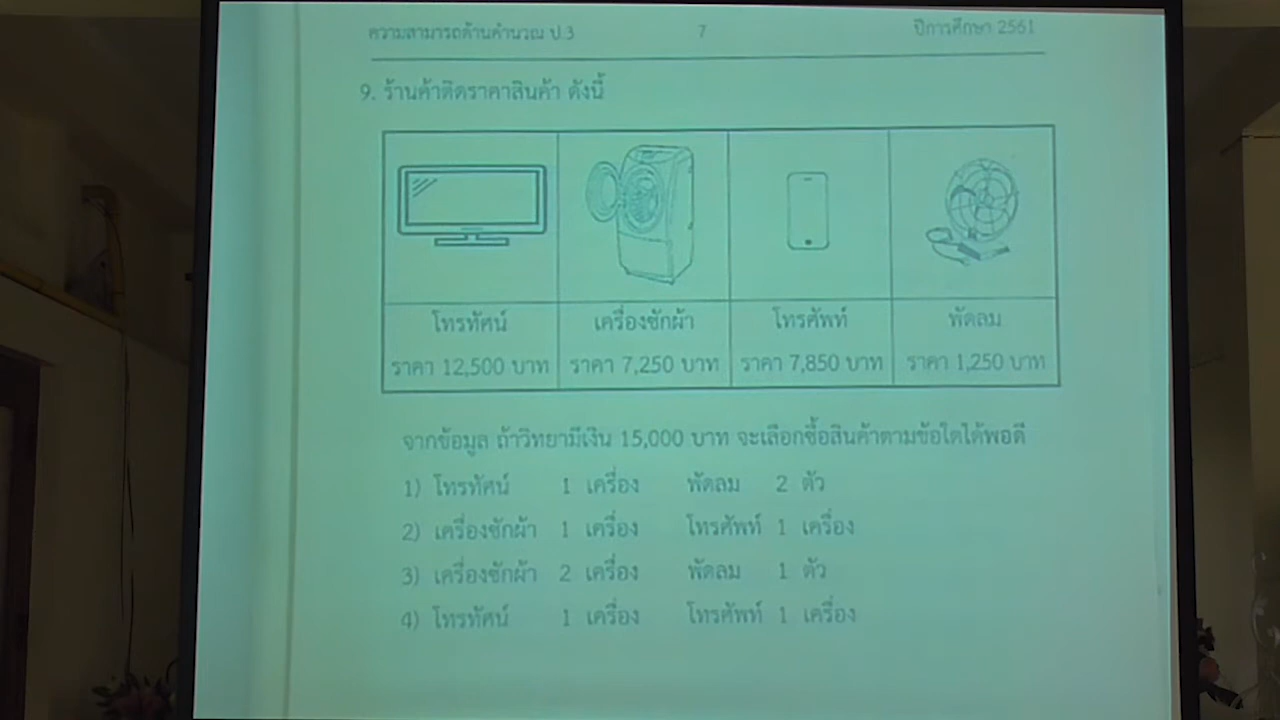 ความสามารถด้านคำนวณ ป.3 7 ปีการศึกษา 2561
9. ร้านค้าติดราคาสินค้า ดังนี้
โทรทัศน์ เครื่องซักผ้า โทรศัพท์ พัดลม
ราคา 12,500 บาท ราคา 7,250 บาท ราคา 7,850 บาท ราคา 1,250 บาท
จากข้อมูล ถ้าวิทยามีเงิน 15,000 บาท จะเลือกซื้อสินค้าตามข้อใดได้พอดี
1) โทรทัศน์ 1 เครื่อง พัดลม 2 ตัว
2) เครื่องซักผ้า 1 เครื่อง โทรศัพท์ 1 เครื่อง
3) เครื่องซักผ้า 2 เครื่อง พัดลม 1 ตัว
4) โทรทัศน์ 1 เครื่อง โทรศัพท์ 1 เครื่อง